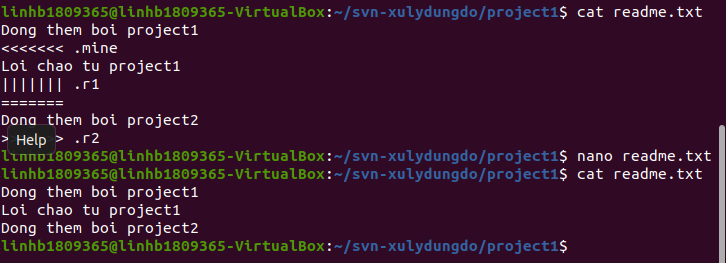 linhb1809365@linhb1809365-VirtualBox:~/svn-xulydungdo/project1$ cat readme.txt
Dong them boi project1
<<<<<<< .mine
Loi chao tu project1
||||||| .r1
=======
Dong them boi project2
> Help > .r2
linhb1809365@linhb1809365-VirtualBox:~/svn-xulydungdo/project1$ nano readme.txt
linhb1809365@linhb1809365-VirtualBox:~/svn-xulydungdo/project1$ cat readme.txt
Dong them boi project1
Loi chao tu project1
Dong them boi project2
linhb1809365@linhb1809365-VirtualBox:~/svn-xulydungdo/project1$